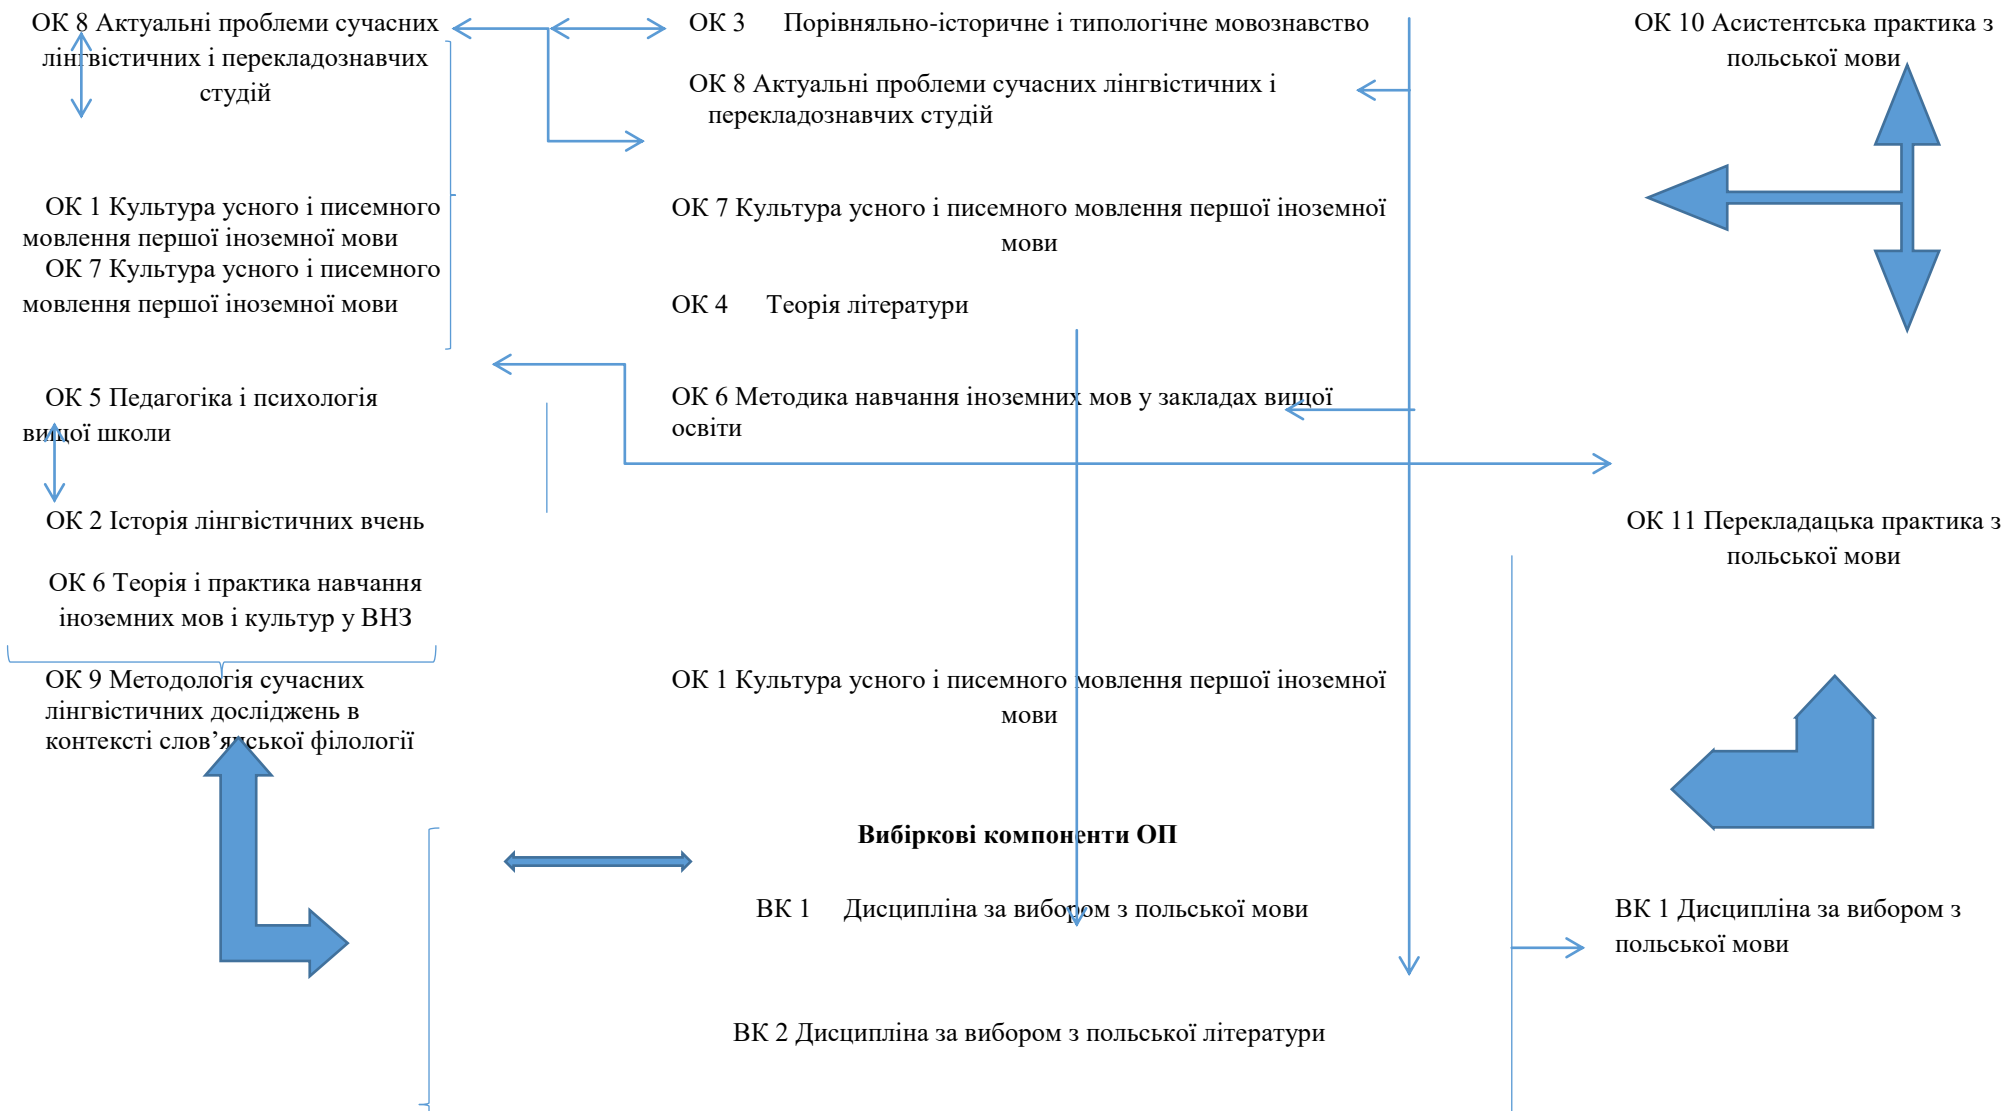 ОК 8 Актуальні проблеми сучасних
лінгвістичних і перекладознавчих
студій
ОК 1 Культура усного і писемного
мовлення першої іноземної мови
ОК 7 Культура усного і писемного
мовлення першої іноземної мови
ОК 5 Педагогіка і психологія
вищої школи
ОК 2 Історія лінгвістичних вчень
ОК 6 Теорія і практика навчання
іноземних мов і культур у ВНЗ
ОК 9 Методологія сучасних
лінгвістичних досліджень в
контексті слов’янської філології
ОК 3 Порівняльно-історичне і типологічне мовознавство
ОК 8 Актуальні проблеми сучасних лінгвістичних і
перекладознавчих студій
ОК 7 Культура усного і писемного мовлення першої іноземної
мови
ОК 4 Теорія літератури
ОК 6 Методика навчання іноземних мов у закладах вищої
освіти
ОК 1 Культура усного і писемного мовлення першої іноземної
мови
Вибіркові компоненти ОП
ВК 1 Дисципліна за вибором з польської мови
ВК 2 Дисципліна за вибором з польської літератури
ОК 10 Асистентська практика з
польської мови
ОК 11 Перекладацька практика з
польської мови
ВК 1 Дисципліна за вибором з
польської мови